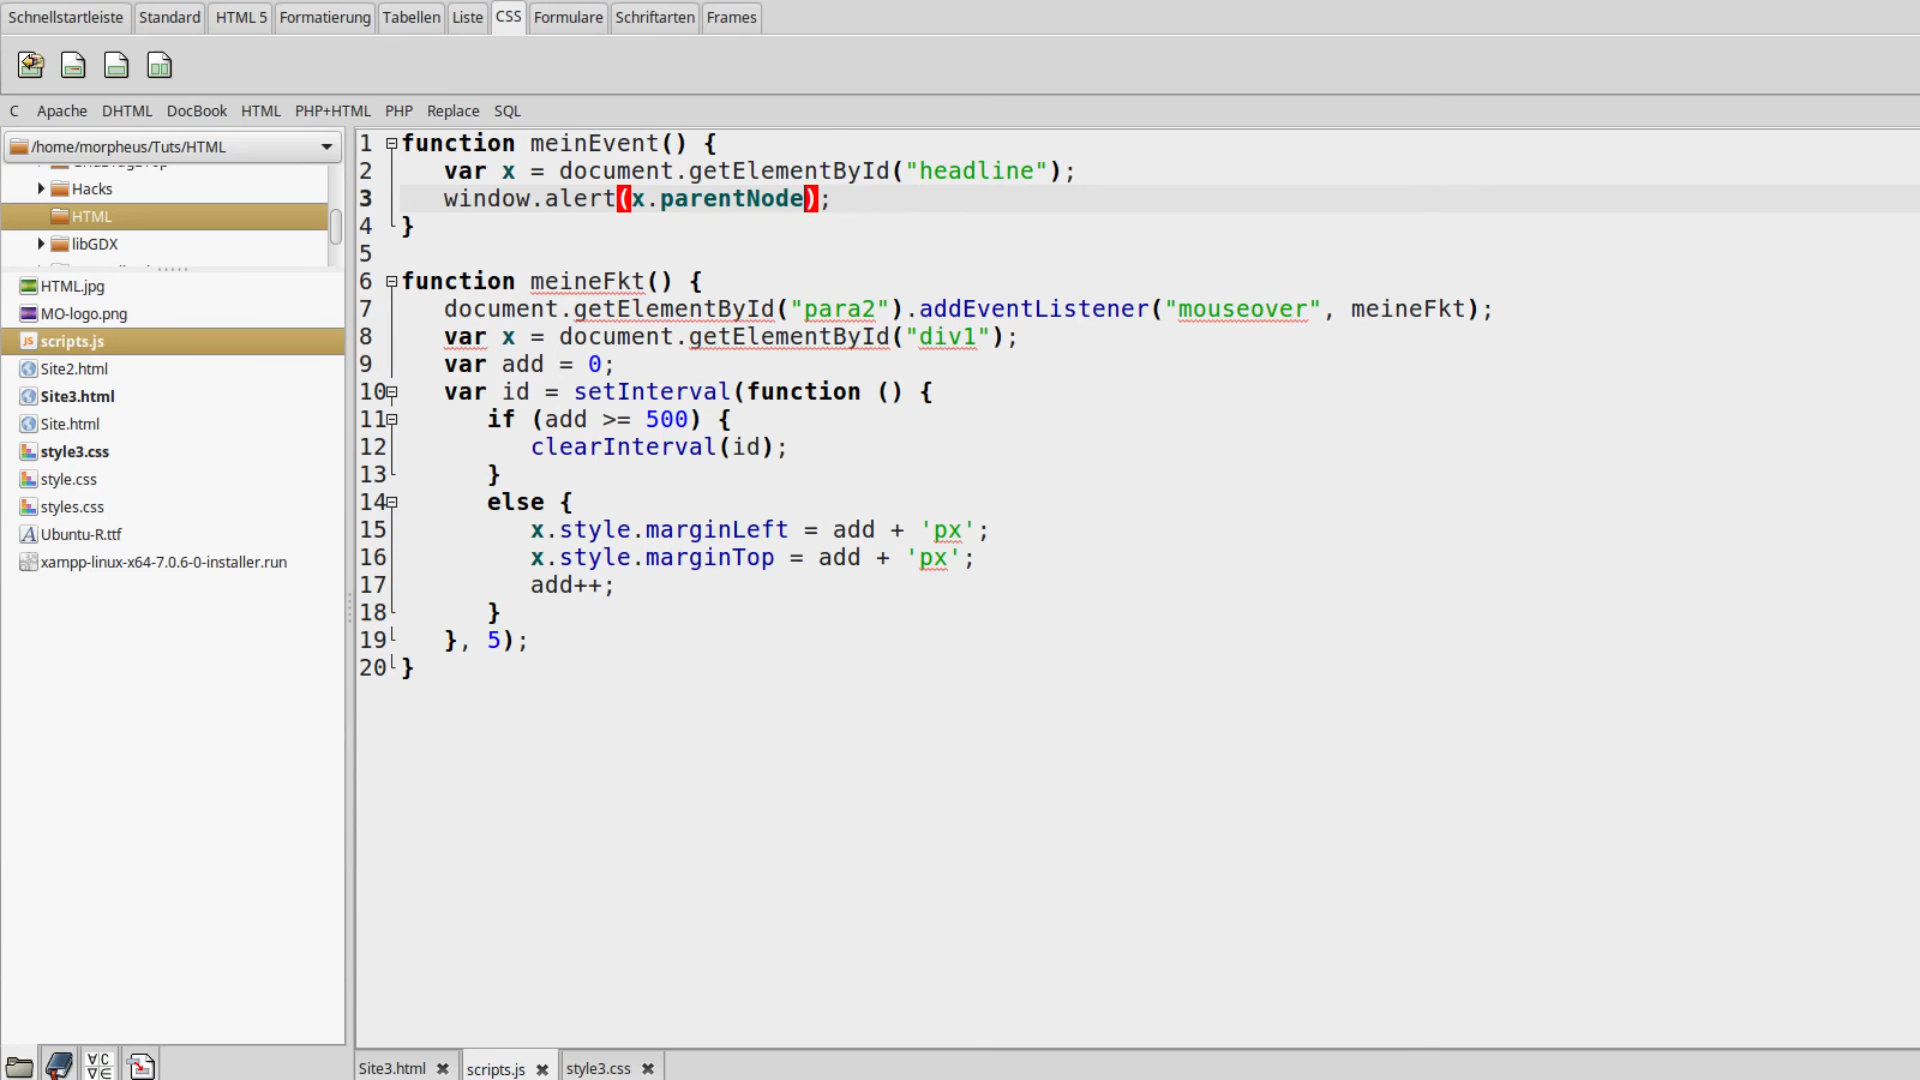 Schnellstartleiste Standard HTML 5 Formatierung Tabellen Liste CSS Formulare Schriftarten Frames
C Apache DHTML DocBook HTML PHP+HTML PHP Replace SQL
/home/morpheus/Tuts/HTML
Hacks
HTML
libGDX
HTML.jpg
MO-logo.png
JS scripts.js
Site2.html
Site3.html
Site.html
style3.css
style.css
styles.css
Ubuntu-R.ttf
xampp-linux-x64-7.0.6-0-installer.run
1 function meinEvent() {
2 var x = document.getElementById("headline");
3 window.alert(x.parentNode);
4 }
5
6 function meineFkt() {
7 document.getElementById("para2").addEventListener("mouseover", meineFkt);
8 var x = document.getElementById("div1");
9 var add = 0;
10 var id = setInterval(function () {
11 if (add >= 500) {
12 clearInterval(id);
13 }
14 else {
15 x.style.marginLeft = add + 'px';
16 x.style.marginTop = add + 'px';
17 add++;
18 }
19 }, 5);
20 }
Site3.html scripts.js style3.css